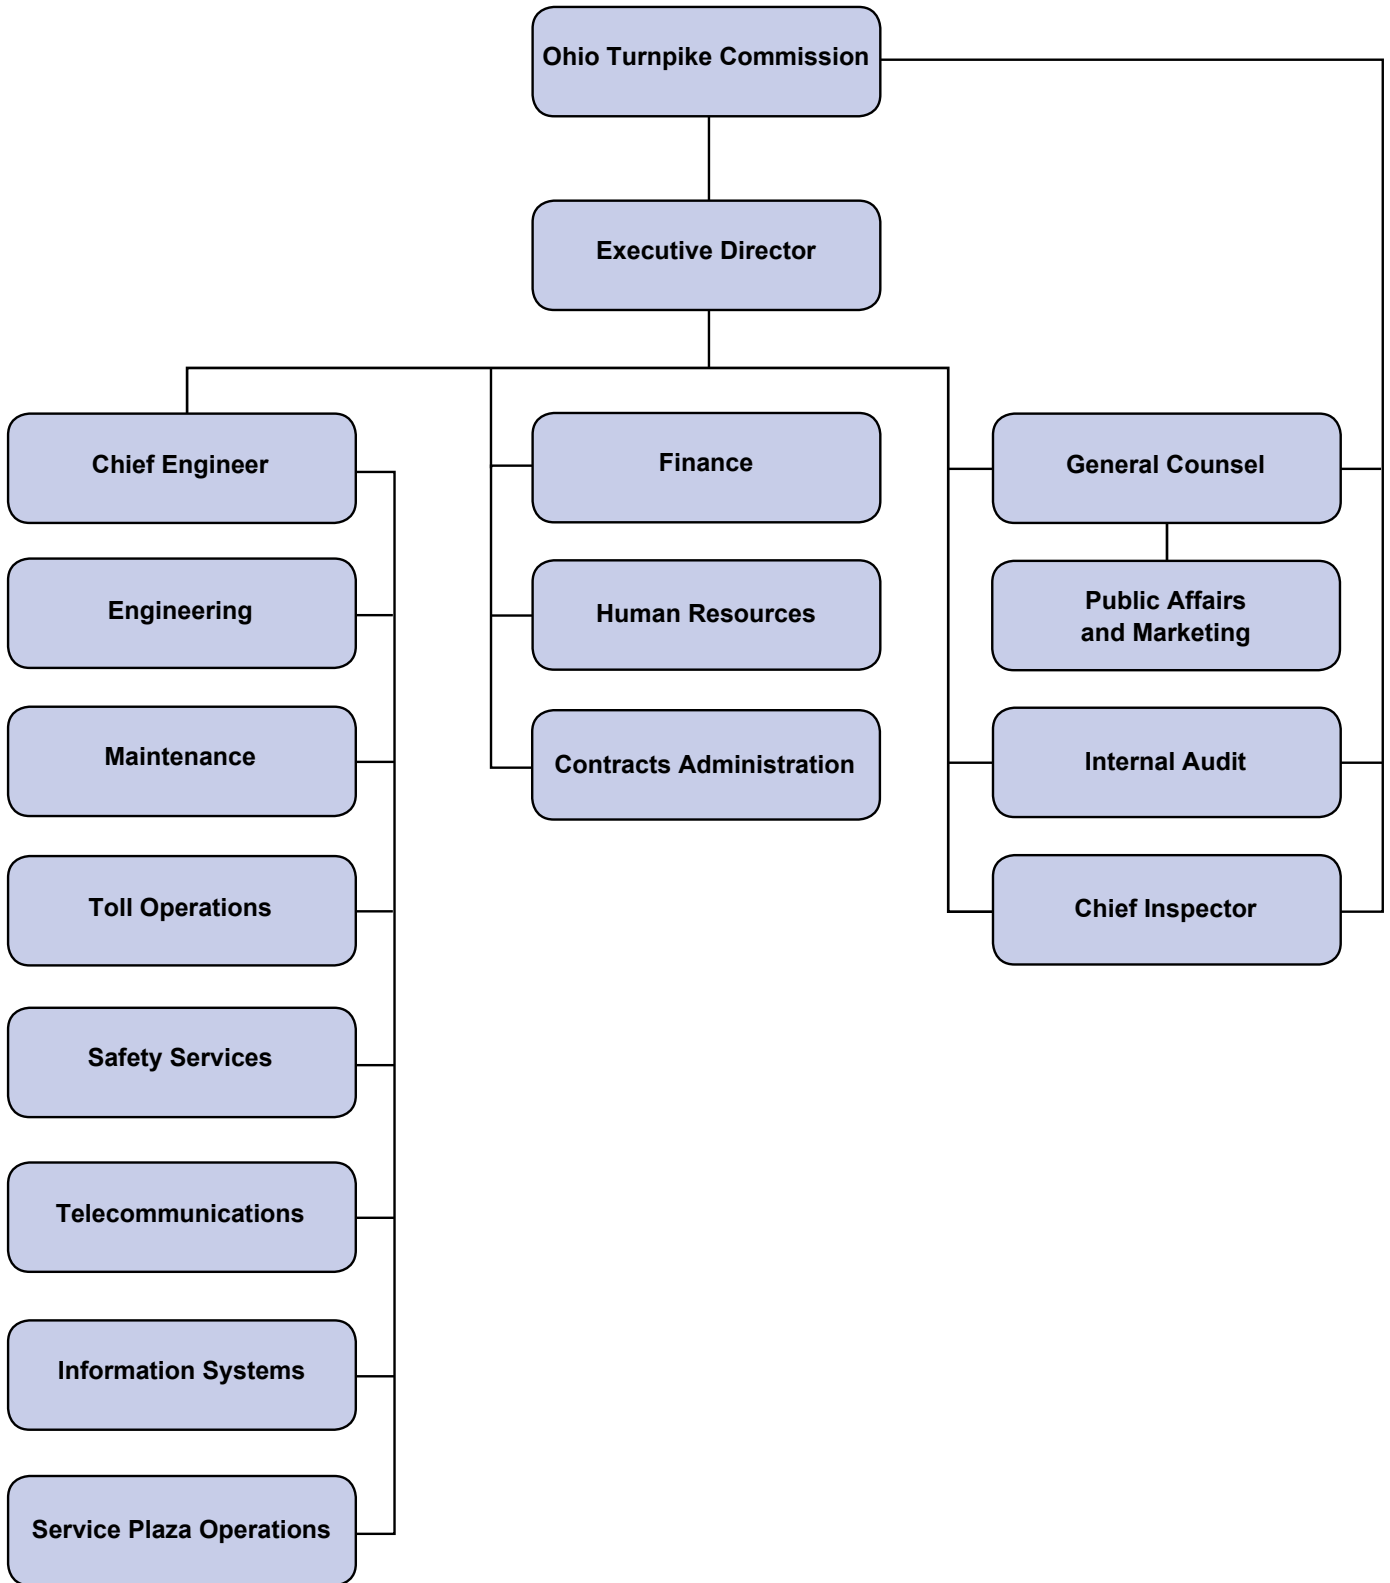 Ohio Turnpike Commission
Executive Director
Chief Engineer
Engineering
Maintenance
Toll Operations
Safety Services
Telecommunications
Information Systems
Service Plaza Operations
Finance
Human Resources
Contracts Administration
General Counsel
Public Affairs
and Marketing
Internal Audit
Chief Inspector